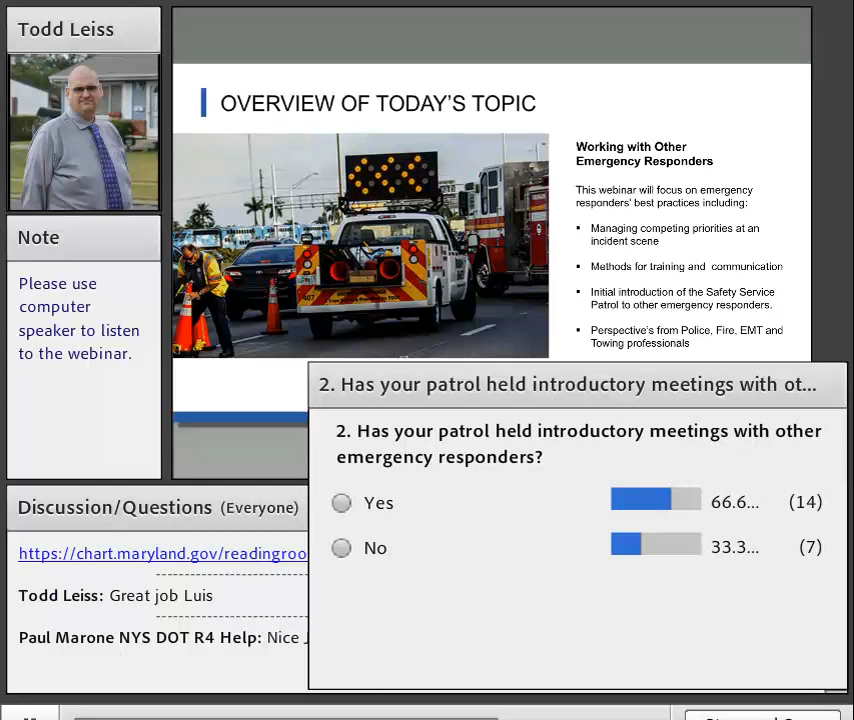 Todd Leiss
Note
Please use
computer
speaker to listen
to the webinar.
OVERVIEW OF TODAY'S TOPIC
Working with Other
Emergency Responders
This webinar will focus on emergency
responders' best practices including:
▪ Managing competing priorities at an
incident scene
▪ Methods for training and communication
▪ Initial introduction of the Safety Service
Patrol to other emergency responders.
▪ Perspective's from Police, Fire, EMT and
Towing professionals
Discussion/Questions (Everyone)
https://chart.maryland.gov/readingroo
Todd Leiss: Great job Luis
Paul Marone NYS DOT R4 Help: Nice
2. Has your patrol held introductory meetings with ot...
2. Has your patrol held introductory meetings with other
emergency responders?
Yes 66.6... (14)
No 33.3... (7)